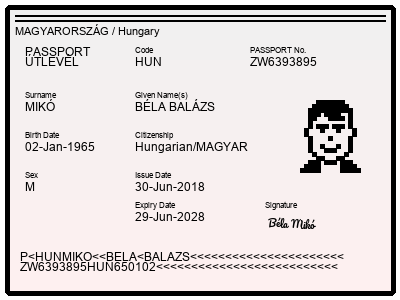 MAGYARORSZÁG / Hungary
PASSPORT Code PASSPORT No.
ÚTLEVÉL HUN ZW6393895
Surname Given Name(s)
MIKÓ BÉLA BALÁZS
Birth Date Citizenship
02-Jan-1965 Hungarian/MAGYAR
Sex Issue Date
M 30-Jun-2018
Expiry Date Signature
29-Jun-2028 Béla Mikó
P<HUNMIKO<<BELA<BALAZS<<<<<<<<<<<<<<<<<<<<<<
ZW6393895HUN650102<<<<<<<<<<<<<<<<<<<<<<<<<<